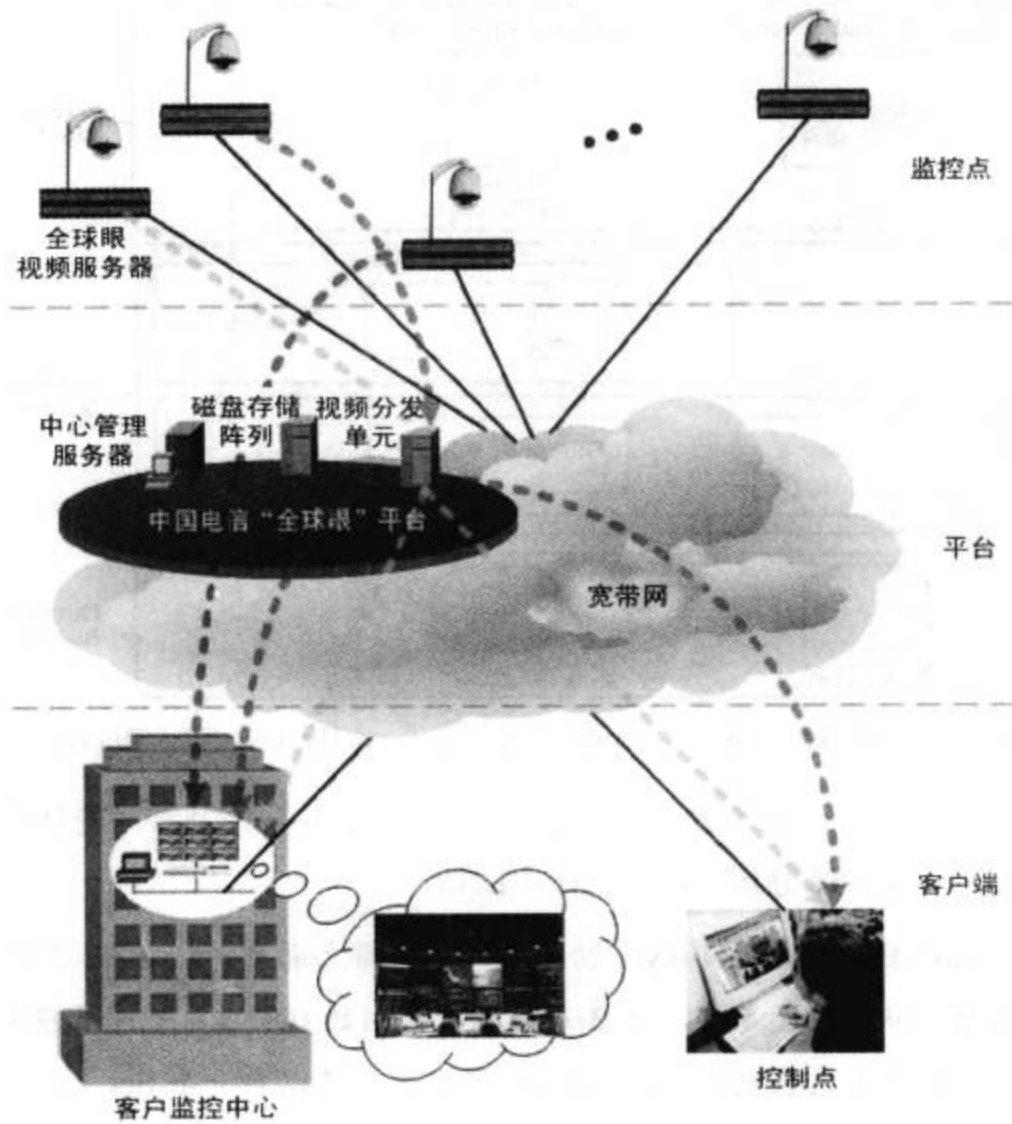 监控点
全球眼
视频服务器
中心管理
服务器
磁盘存储
阵列
视频分发
单元
中国电信“全球眼”平台
平台
宽带网
客户端
控制点
客户监控中心